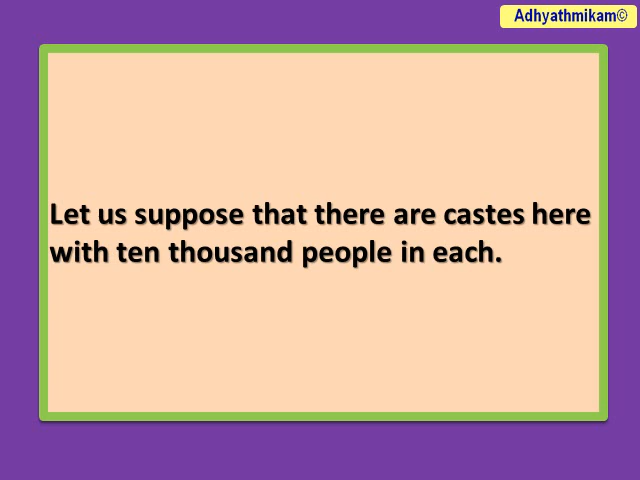 Adhyathmikam©
Let us suppose that there are castes here
with ten thousand people in each.